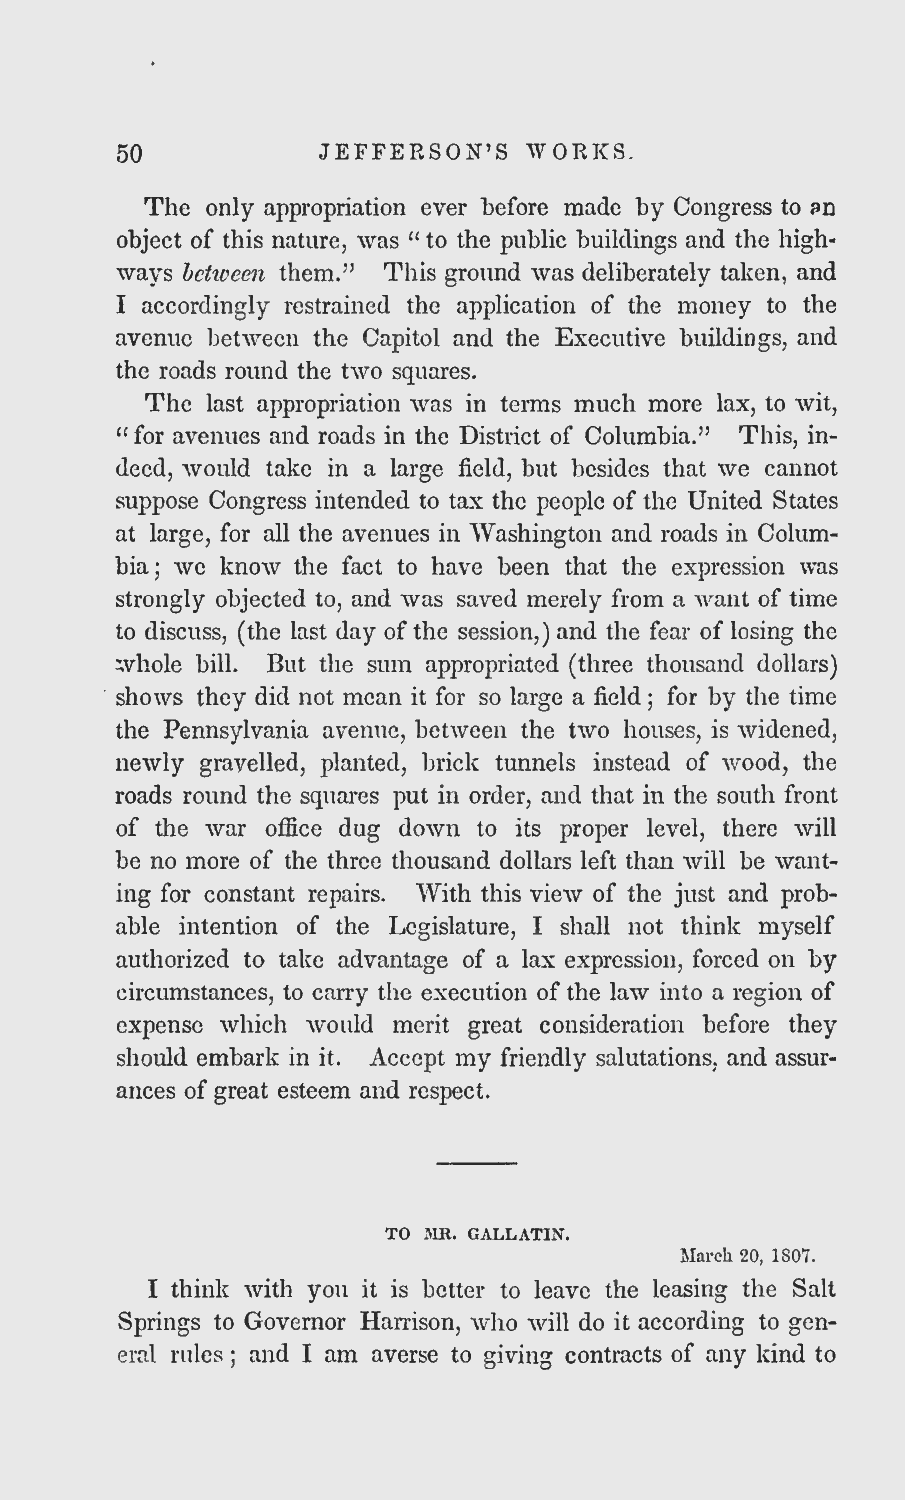 50 JEFFERSON'S WORKS.
The only appropriation ever before made by Congress to an
object of this nature, was “to the public buildings and the high-
ways between them.” This ground was deliberately taken, and
I accordingly restrained the application of the money to the
avenue between the Capitol and the Executive buildings, and
the roads round the two squares.
The last appropriation was in terms much more lax, to wit,
“for avenues and roads in the District of Columbia.” This, in-
deed, would take in a large field, but besides that we cannot
suppose Congress intended to tax the people of the United States
at large, for all the avenues in Washington and roads in Colum-
bia; we know the fact to have been that the expression was
strongly objected to, and was saved merely from a want of time
to discuss, (the last day of the session,) and the fear of losing the
whole bill. But the sum appropriated (three thousand dollars)
shows they did not mean it for so large a field; for by the time
the Pennsylvania avenue, between the two houses, is widened,
newly gravelled, planted, brick tunnels instead of wood, the
roads round the squares put in order, and that in the south front
of the war office dug down to its proper level, there will
be no more of the three thousand dollars left than will be want-
ing for constant repairs. With this view of the just and prob-
able intention of the Legislature, I shall not think myself
authorized to take advantage of a lax expression, forced on by
circumstances, to carry the execution of the law into a region of
expense which would merit great consideration before they
should embark in it. Accept my friendly salutations, and assur-
ances of great esteem and respect.
TO MR. GALLATIN.
March 20, 1807.
I think with you it is better to leave the leasing the Salt
Springs to Governor Harrison, who will do it according to gen-
eral rules; and I am averse to giving contracts of any kind to